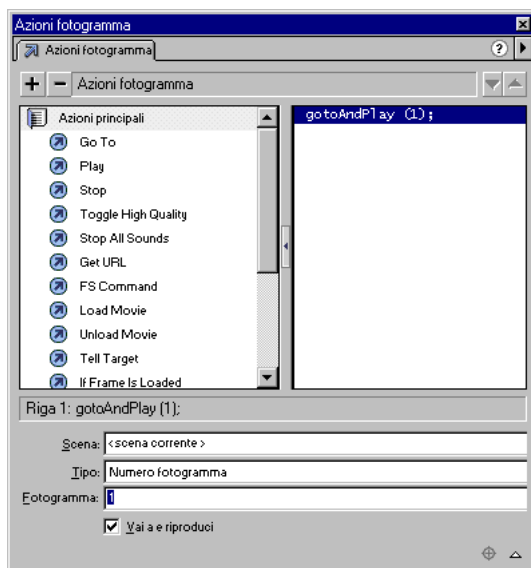 Azioni fotogramma
Azioni fotogramma
?
+ - Azioni fotogramma
Azioni principali
Go To
Play
Stop
Toggle High Quality
Stop All Sounds
Get URL
FS Command
Load Movie
Unload Movie
Tell Target
If Frame Is Loaded
gotoAndPlay (1);
Riga 1: gotoAndPlay (1);
Scena: <scena corrente>
Tipo: Numero fotogramma
Fotogramma: 1
Vai a e riproduci